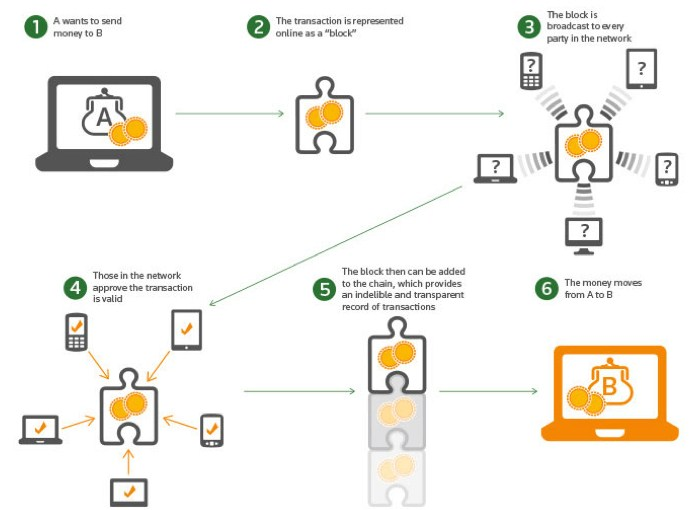 1
A wants to send
money to B
2
The transaction is represented
online as a “block”
3
The block is
broadcast to every
party in the network
A
?
?
?
?
?
4
Those in the network
approve the transaction
is valid
5
The block then can be added
to the chain, which provides
an indelible and transparent
record of transactions
6
The money moves
from A to B
B